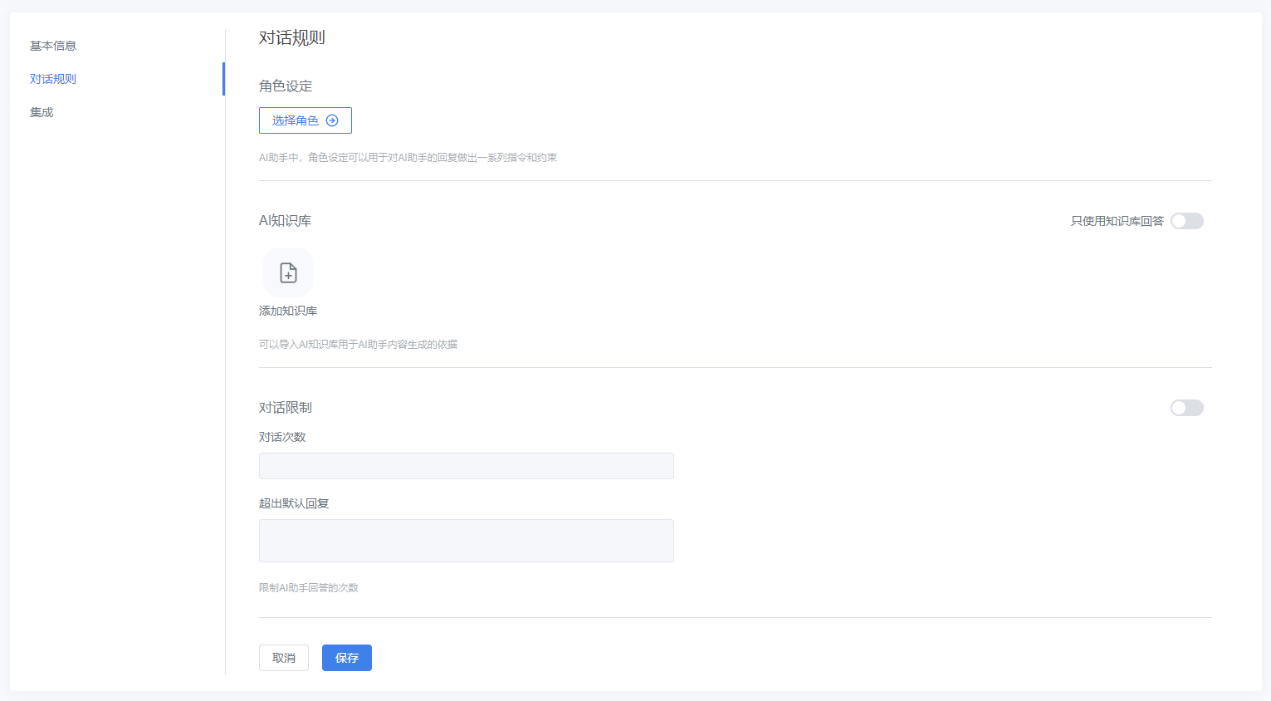 基本信息
对话规则
集成
对话规则
角色设定
选择角色
AI助手中，角色设定可以用于对AI助手的回复做出一系列指令和约束
AI知识库
只使用知识库回答
添加知识库
可以导入AI知识库用于AI助手内容生成的依据
对话限制
对话次数
超出默认回复
限制AI助手回答的次数
取消
保存